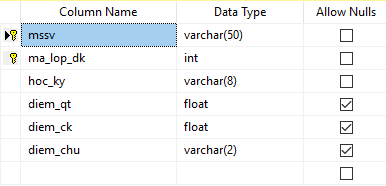 Column Name Data Type Allow Nulls
mssv varchar(50)
ma_lop_dk int
hoc_ky varchar(8)
diem_qt float
diem_ck float
diem_chu varchar(2)